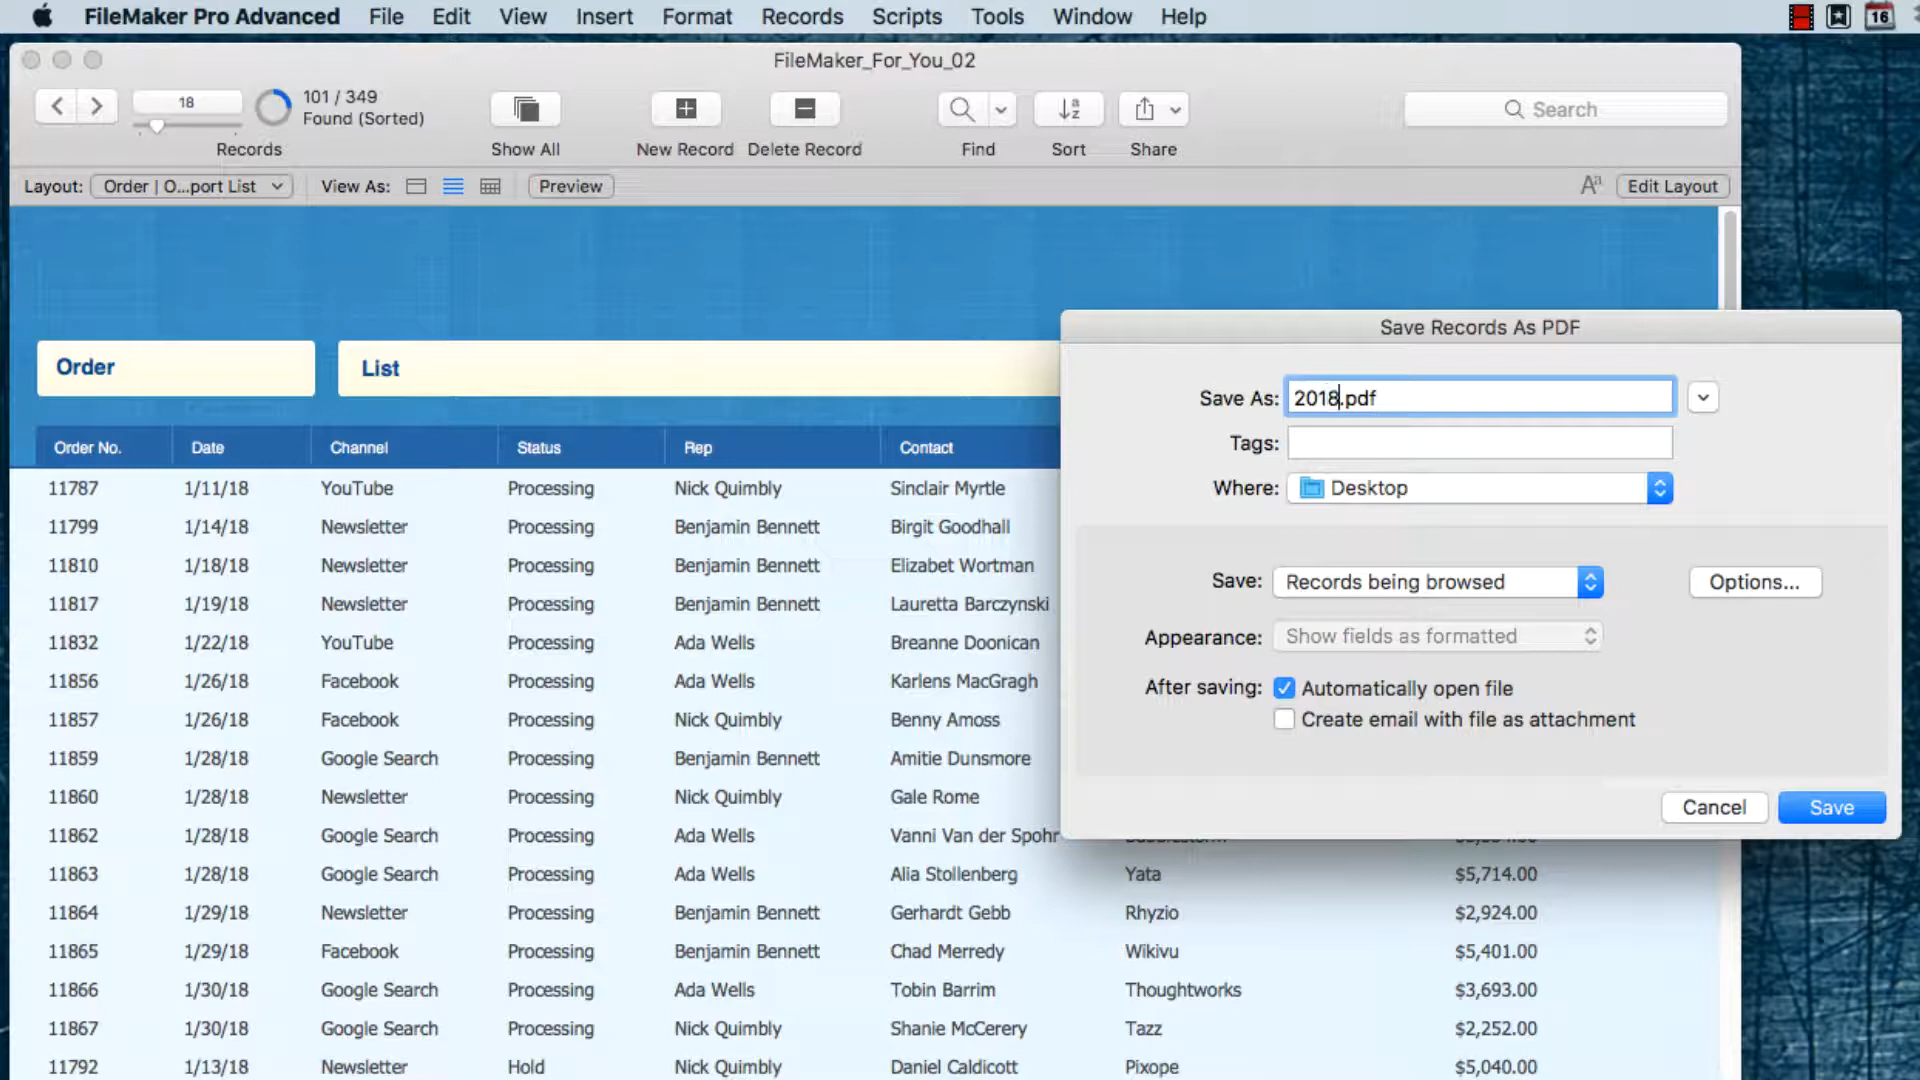 FileMaker Pro Advanced File Edit View Insert Format Records Scripts Tools Window Help 16
FileMaker_For_You_02
18
101 / 349
Found (Sorted)
Search
Records Show All New Record Delete Record Find Sort Share
Layout: Order | O...port List View As: Preview Aa Edit Layout
Order
List
Order No. Date Channel Status Rep Contact
11787 1/11/18 YouTube Processing Nick Quimbly Sinclair Myrtle
11799 1/14/18 Newsletter Processing Benjamin Bennett Birgit Goodhall
11810 1/18/18 Newsletter Processing Benjamin Bennett Elizabet Wortman
11817 1/19/18 Newsletter Processing Benjamin Bennett Lauretta Barczynski
11832 1/22/18 YouTube Processing Ada Wells Breanne Doonican
11856 1/26/18 Facebook Processing Ada Wells Karlens MacGragh
11857 1/26/18 Facebook Processing Nick Quimbly Benny Amoss
11859 1/28/18 Google Search Processing Benjamin Bennett Amitie Dunsmore
11860 1/28/18 Newsletter Processing Nick Quimbly Gale Rome
11862 1/28/18 Google Search Processing Ada Wells Vanni Van der Spohr
11863 1/28/18 Google Search Processing Ada Wells Alia Stollenberg Yata $5,714.00
11864 1/29/18 Newsletter Processing Benjamin Bennett Gerhardt Gebb Rhyzio $2,924.00
11865 1/29/18 Facebook Processing Benjamin Bennett Chad Merredy Wikivu $5,401.00
11866 1/30/18 Google Search Processing Ada Wells Tobin Barrim Thoughtworks $3,693.00
11867 1/30/18 Google Search Processing Nick Quimbly Shanie McCerery Tazz $2,252.00
11792 1/13/18 Newsletter Hold Nick Quimbly Daniel Caldicott Pixope $5,040.00
Save Records As PDF
Save As: 2018.pdf
Tags:
Where: Desktop
Save: Records being browsed Options...
Appearance: Show fields as formatted
After saving: Automatically open file
Create email with file as attachment
Cancel Save